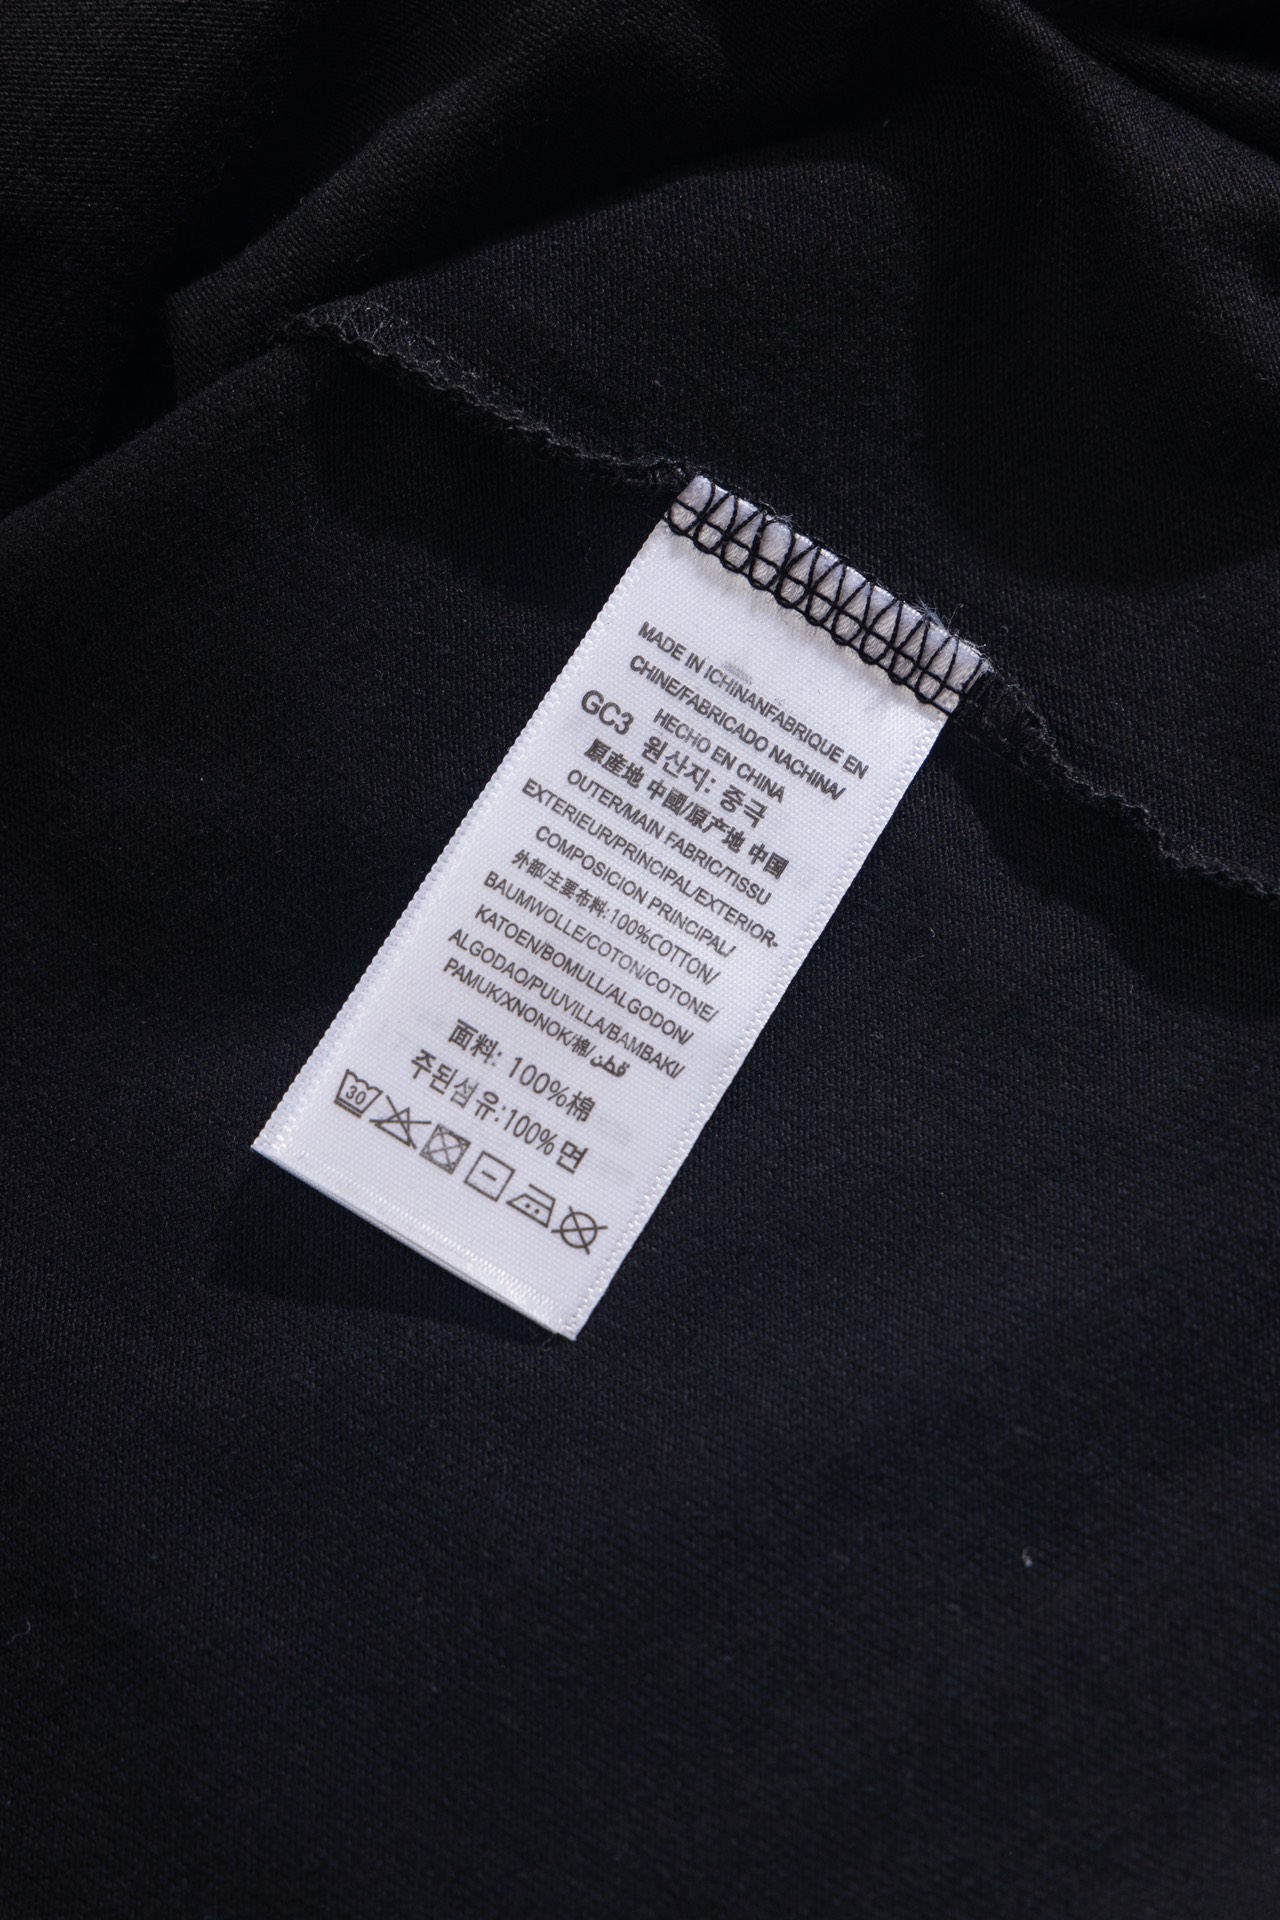 MADE IN ICHINANFABRIQUE EN
CHINE/FABRICADO NACHINA/
HECHO EN CHINA
GC3 원산지: 중극
原產地 中國/原产地 中国
OUTER/MAIN FABRIC/TISSU
EXTERIEUR/PRINCIPAL/EXTERIOR-
COMPOSICION PRINCIPAL/
外部/主要布料:100%COTTON/
BAUMWOLLE/COTON/COTONE/
KATOEN/BOMULL/ALGODON/
ALGODAO/PUUVILLA/BAMBAKI/
PAMUK/XNONOK/棉/قطن
面料: 100%棉
주된섬유:100%면
30